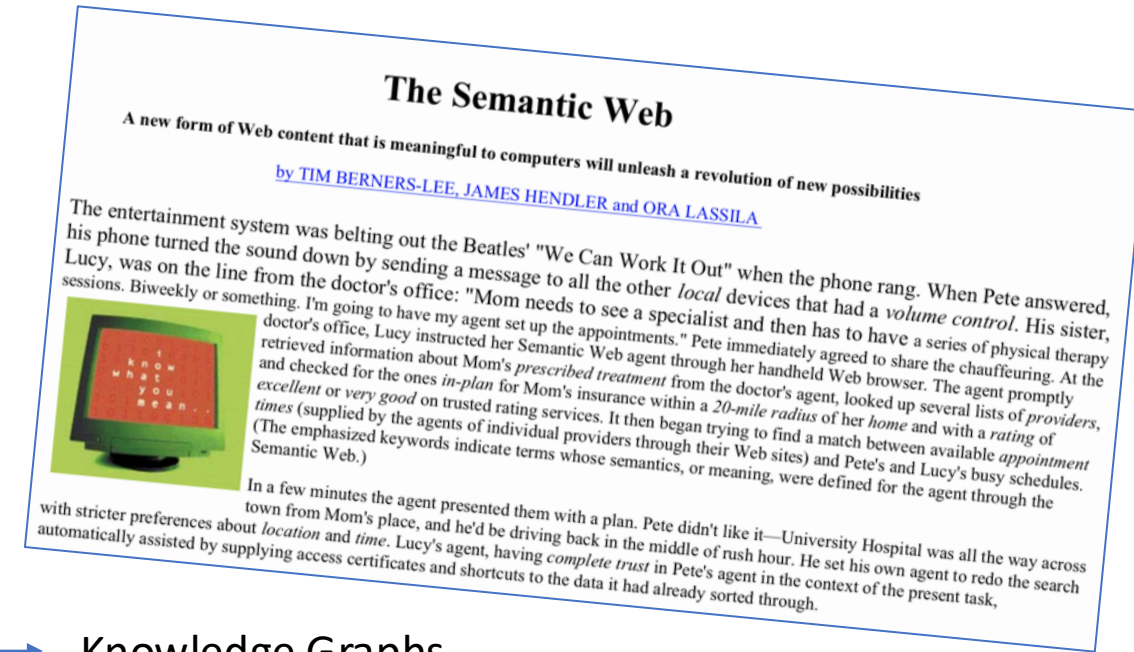 The Semantic Web
A new form of Web content that is meaningful to computers will unleash a revolution of new possibilities
by TIM BERNERS-LEE, JAMES HENDLER and ORA LASSILA
The entertainment system was belting out the Beatles' "We Can Work It Out" when the phone rang. When Pete answered,
his phone turned the sound down by sending a message to all the other local devices that had a volume control. His sister,
Lucy, was on the line from the doctor's office: "Mom needs to see a specialist and then has to have a series of physical therapy
sessions. Biweekly or something. I'm going to have my agent set up the appointments." Pete immediately agreed to share the chauffeuring. At the
doctor's office, Lucy instructed her Semantic Web agent through her handheld Web browser. The agent promptly
retrieved information about Mom's prescribed treatment from the doctor's agent, looked up several lists of providers,
and checked for the ones in-plan for Mom's insurance within a 20-mile radius of her home and with a rating of
excellent or very good on trusted rating services. It then began trying to find a match between available appointment
times (supplied by the agents of individual providers through their Web sites) and Pete's and Lucy's busy schedules.
(The emphasized keywords indicate terms whose semantics, or meaning, were defined for the agent through the
Semantic Web.)
i
know
what
you
mean..
In a few minutes the agent presented them with a plan. Pete didn't like it—University Hospital was all the way across
town from Mom's place, and he'd be driving back in the middle of rush hour. He set his own agent to redo the search
with stricter preferences about location and time. Lucy's agent, having complete trust in Pete's agent in the context of the present task,
automatically assisted by supplying access certificates and shortcuts to the data it had already sorted through.
Knowledge Graphs